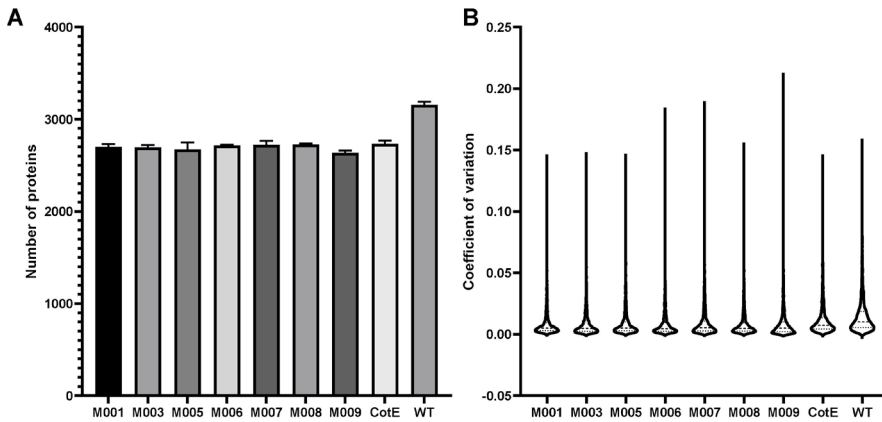 A
Number of proteins
4000
3000
2000
1000
0
M001 M003 M005 M006 M007 M008 M009 CotE WT
B
Coefficient of variation
0.25
0.20
0.15
0.10
0.05
0.00
-0.05
M001 M003 M005 M006 M007 M008 M009 CotE WT